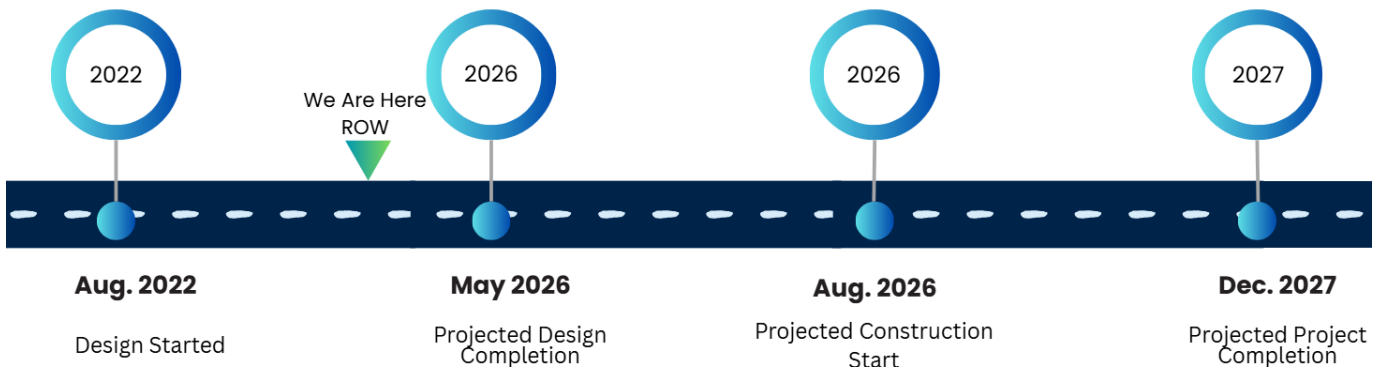 2022
We Are Here
ROW
2026
2026
2027
Aug. 2022
Design Started
May 2026
Projected Design
Completion
Aug. 2026
Projected Construction
Start
Dec. 2027
Projected Project
Completion